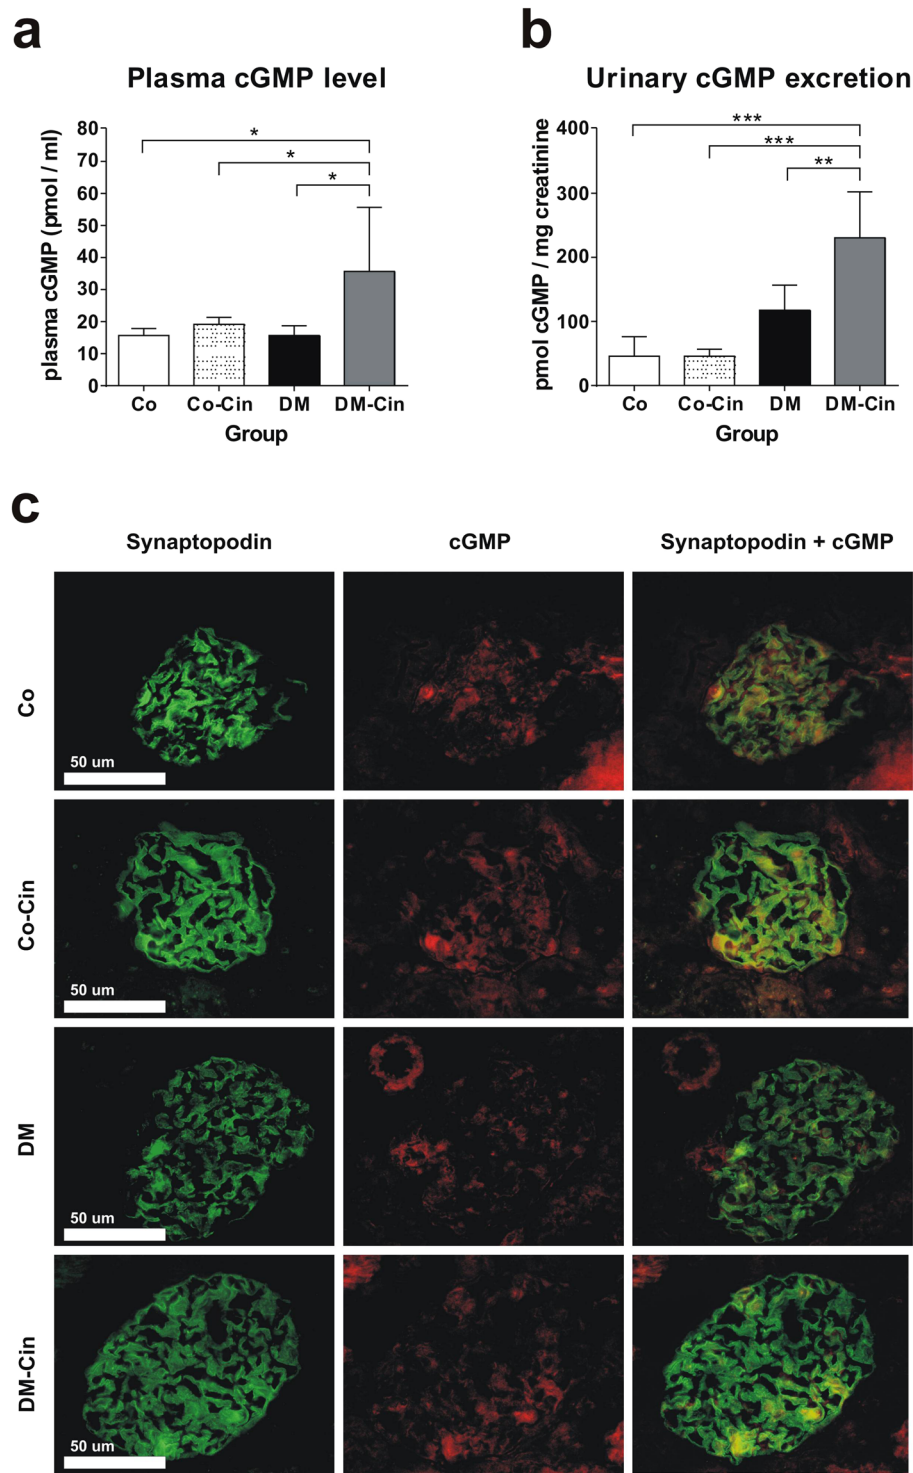 a
Plasma cGMP level
plasma cGMP (pmol / ml)
80
70
60
50
40
30
20
10
0
*
*
*
Co
Co-Cin
DM
DM-Cin
Group
b
Urinary cGMP excretion
pmol cGMP / mg creatinine
400
300
200
100
0
***
***
**
Co
Co-Cin
DM
DM-Cin
Group
c
Synaptopodin
cGMP
Synaptopodin + cGMP
Co
50 um
Co-Cin
50 um
DM
50 um
DM-Cin
50 um